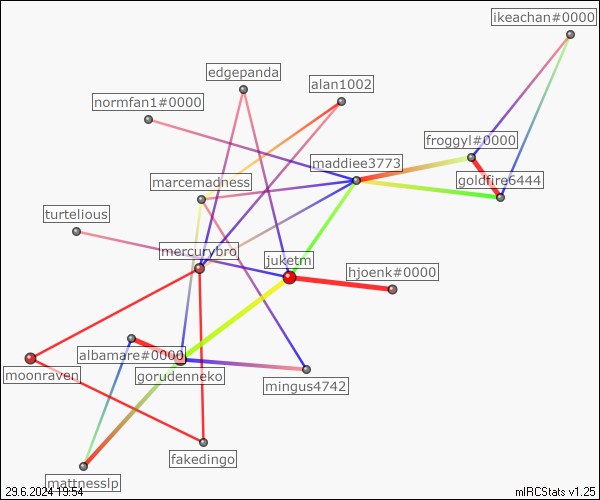 ikeachan#0000
edgepanda
alan1002
normfan1#0000
froggyl#0000
maddiee3773
goldfire6444
marcemadness
turtelious
mercurybro
juketm
hjoenk#0000
albamare#0000
moonraven
gorudenneko
mingus4742
fakedingo
mattnesslp
29.6.2024 19:54
mIRCStats v1.25